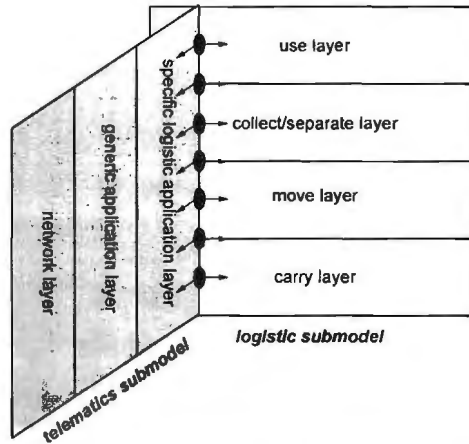 use layer
collect/separate layer
move layer
carry layer
logistic submodel
specific logistic application layer
generic application layer
network layer
telematics submodel